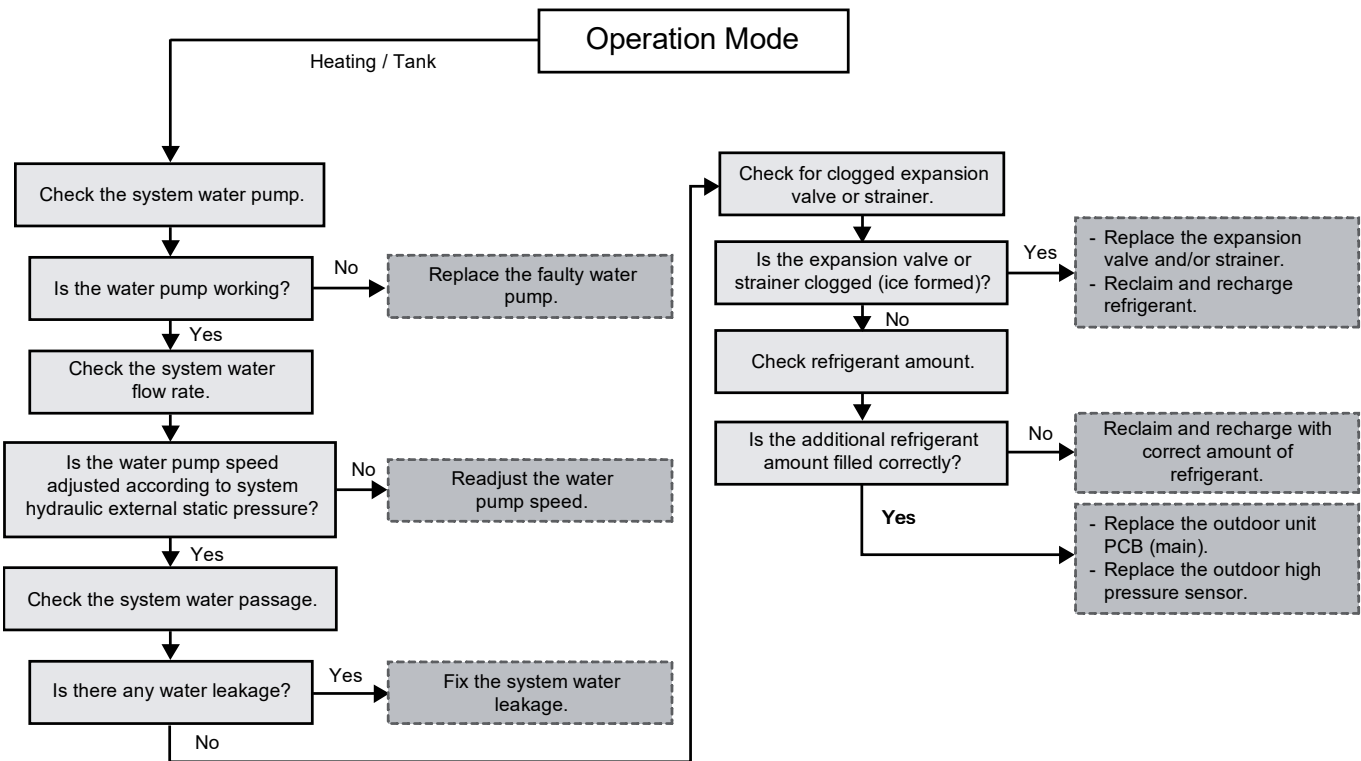 Operation Mode
Heating / Tank
Check the system water pump.
Is the water pump working?
No
Replace the faulty water
pump.
Yes
Check the system water
flow rate.
Is the water pump speed
adjusted according to system
hydraulic external static pressure?
No
Readjust the water
pump speed.
Yes
Check the system water passage.
Is there any water leakage?
Yes
Fix the system water
leakage.
No
Check for clogged expansion
valve or strainer.
Is the expansion valve or
strainer clogged (ice formed)?
Yes
- Replace the expansion
valve and/or strainer.
- Reclaim and recharge
refrigerant.
No
Check refrigerant amount.
Is the additional refrigerant
amount filled correctly?
No
Reclaim and recharge with
correct amount of
refrigerant.
Yes
- Replace the outdoor unit
PCB (main).
- Replace the outdoor high
pressure sensor.